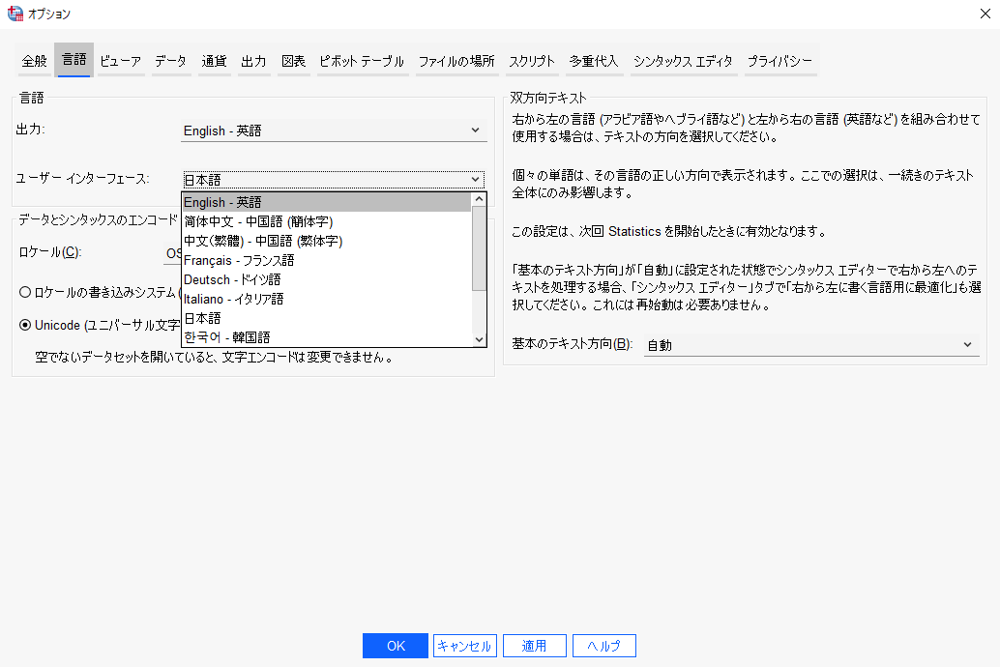 オプション
全般 言語 ビューア データ 通貨 出力 図表 ピボットテーブル ファイルの場所 スクリプト 多重代入 シンタックス エディタ プライバシー
言語
出力:
English - 英語
ユーザー インターフェース:
日本語
English - 英語
简体中文 - 中国語 (簡体字)
中文(繁體) - 中国語 (繁体字)
Français - フランス語
Deutsch - ドイツ語
Italiano - イタリア語
日本語
한국어 - 韓国語
データとシンタックスのエンコード
ロケール(C):
OS
ロケールの書き込みシステム(
Unicode (ユニバーサル文字
空でないデータセットを開いていると、文字エンコードは変更できません。
双方向テキスト
右から左の言語 (アラビア語やヘブライ語など) と左から右の言語 (英語など) を組み合わせて
使用する場合は、テキストの方向を選択してください。
個々の単語は、その言語の正しい方向で表示されます。ここでの選択は、一続きのテキスト
全体にのみ影響します。
この設定は、次回 Statistics を開始したときに有効となります。
「基本のテキスト方向」が「自動」に設定された状態でシンタックス エディターで右から左へのテ
キストを処理する場合、「シンタックス エディター」タブで「右から左に書く言語用に最適化」も選
択してください。これには再始動は必要ありません。
基本のテキスト方向(B):
自動
OK キャンセル 適用 ヘルプ